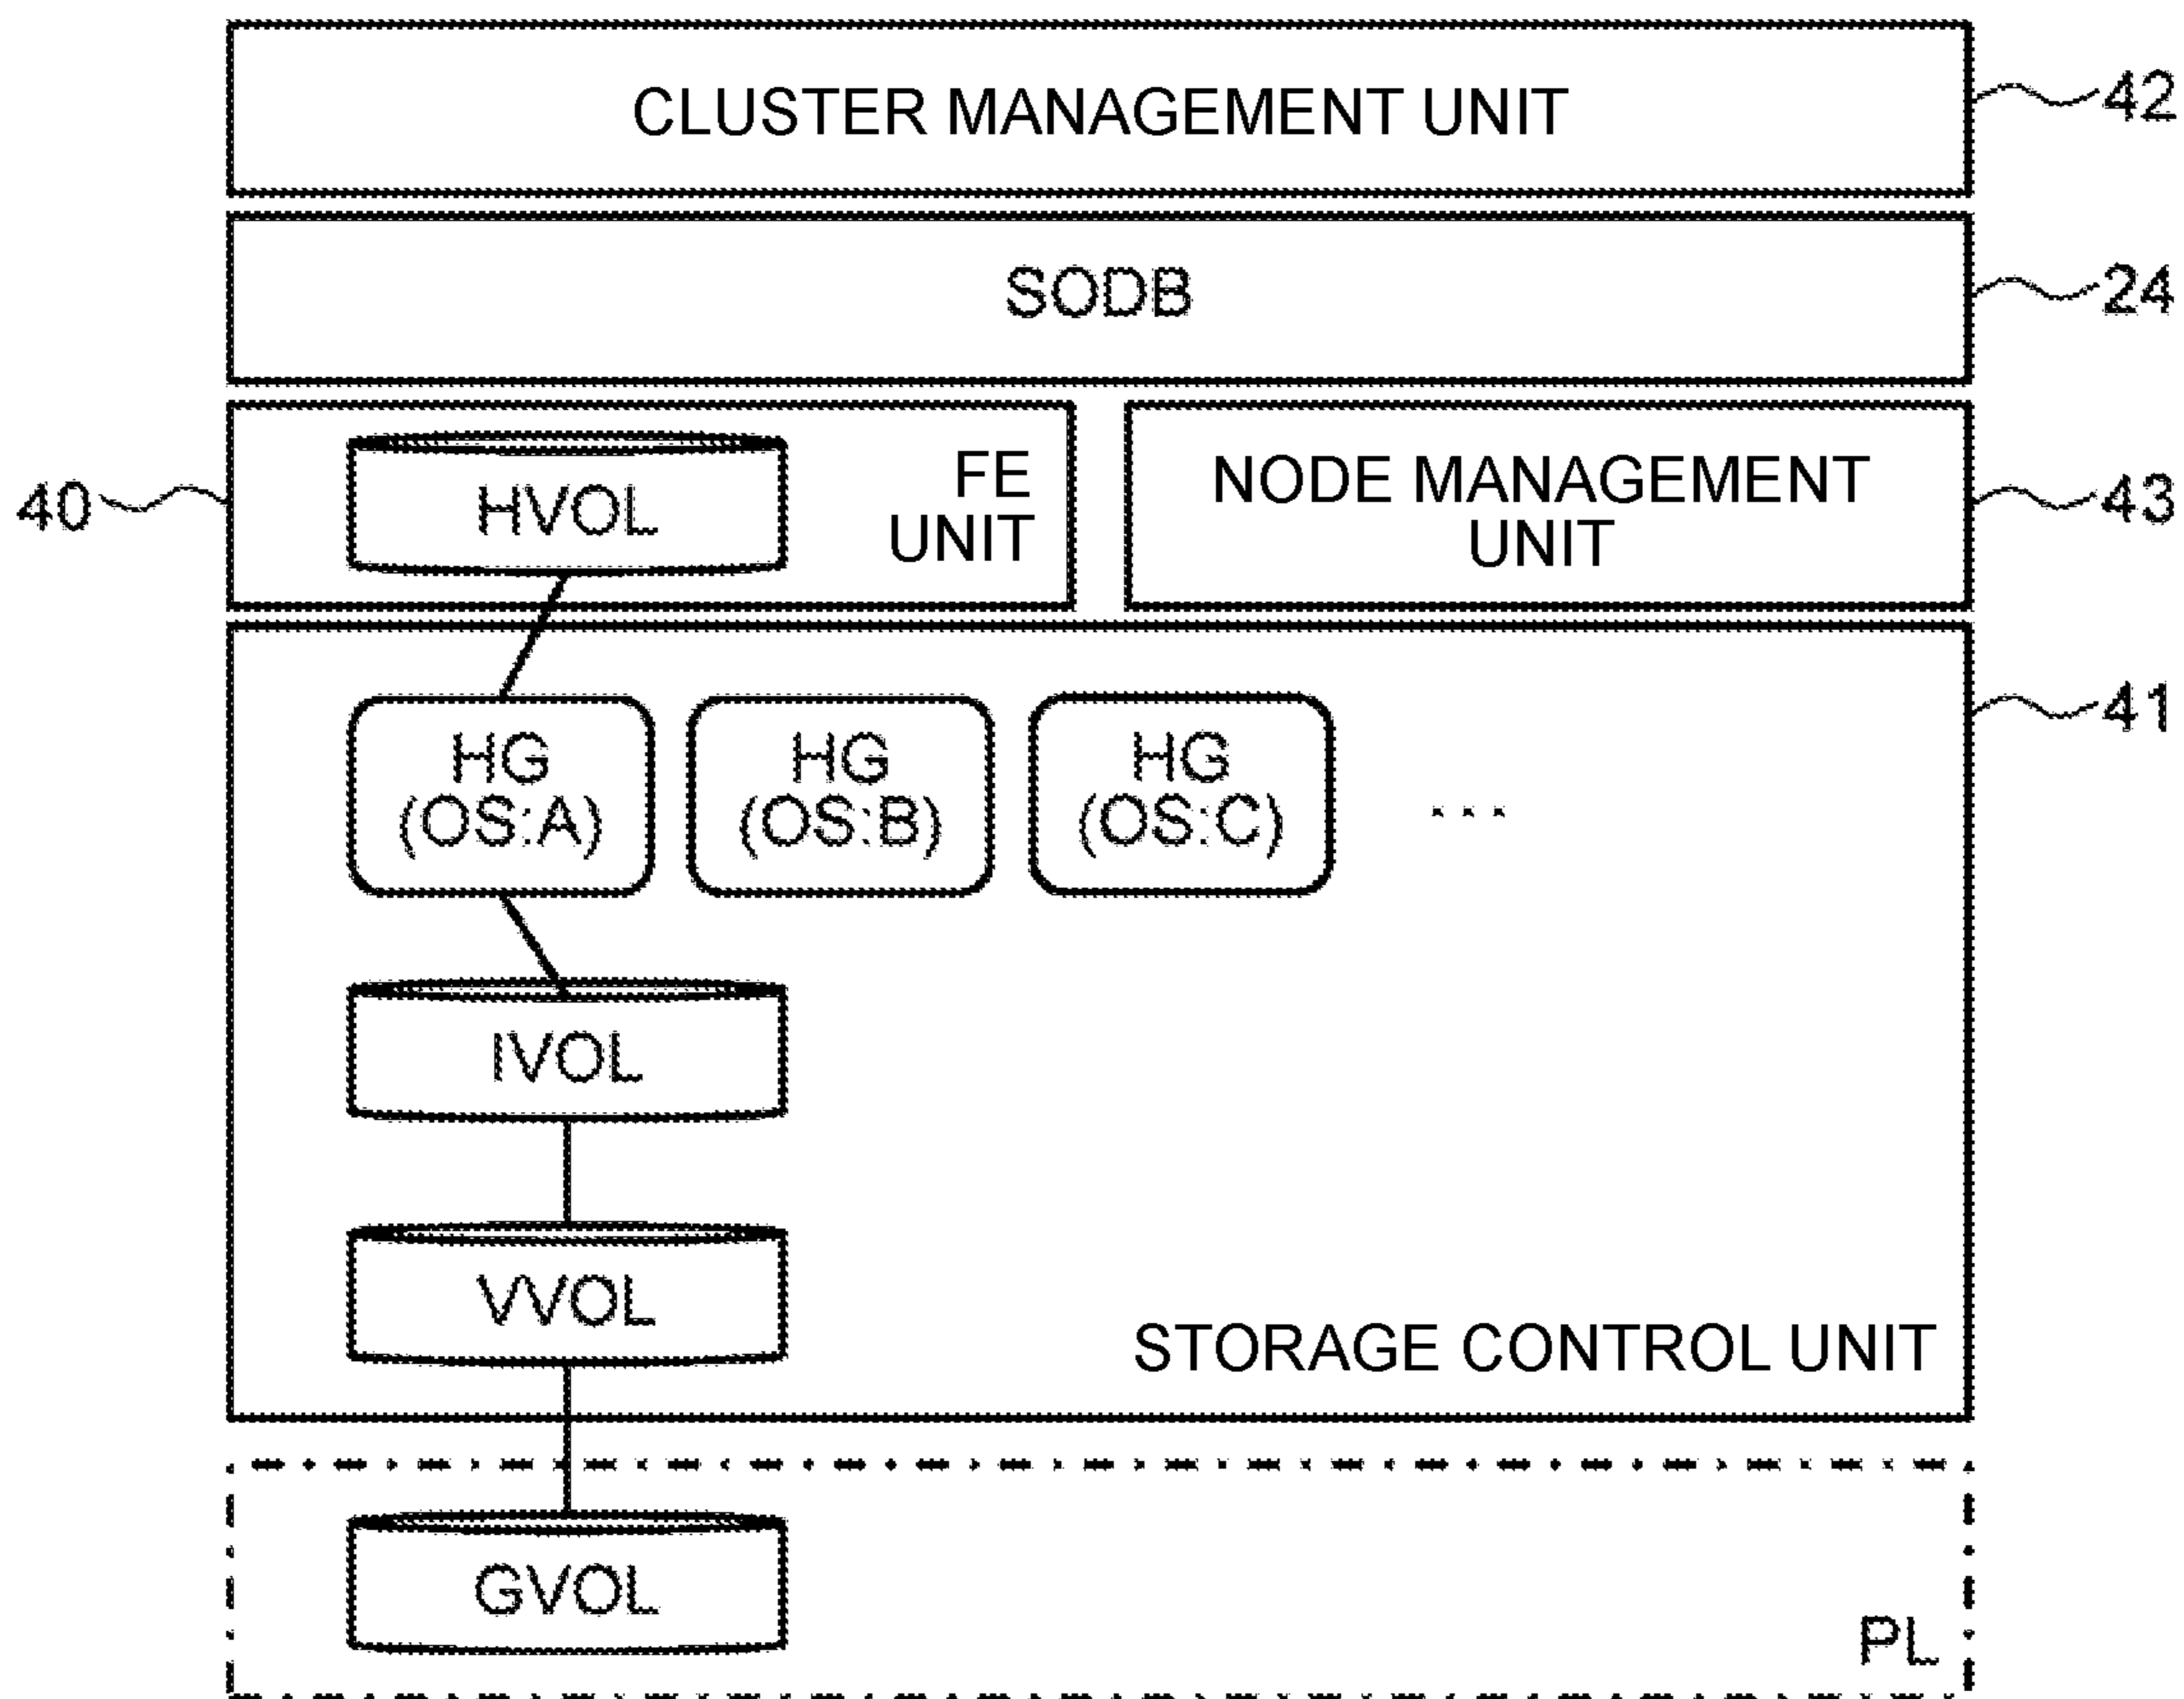 CLUSTER MANAGEMENT UNIT
42
SODB
24
40
HVOL
FE
UNIT
NODE MANAGEMENT
UNIT
43
41
HG
(OS:A)
HG
(OS:B)
HG
(OS:C)
...
IVOL
VVOL
STORAGE CONTROL UNIT
GVOL
PL